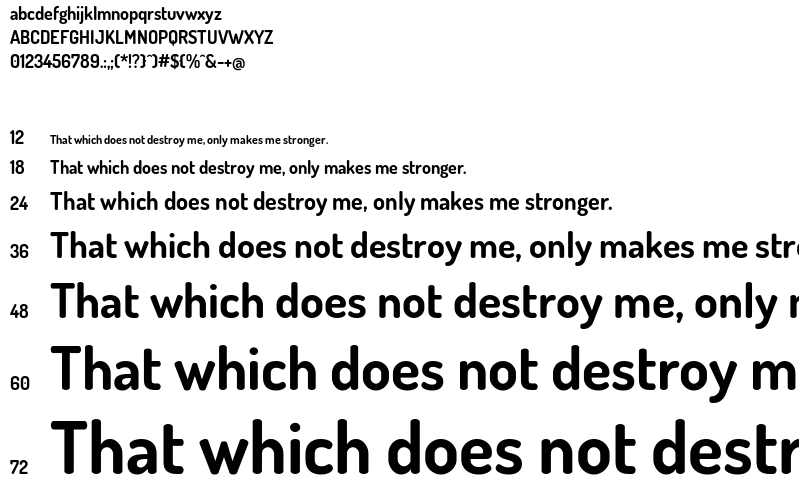 abcdefghijklmnopqrstuvwxyz
ABCDEFGHIJKLMNOPQRSTUVWXYZ
0123456789.:,;(*!?}^)#${%^&-+@
12 That which does not destroy me, only makes me stronger.
18 That which does not destroy me, only makes me stronger.
24 That which does not destroy me, only makes me stronger.
36 That which does not destroy me, only makes me
48 That which does not destroy me, only
60 That which does not destroy
72 That which does not